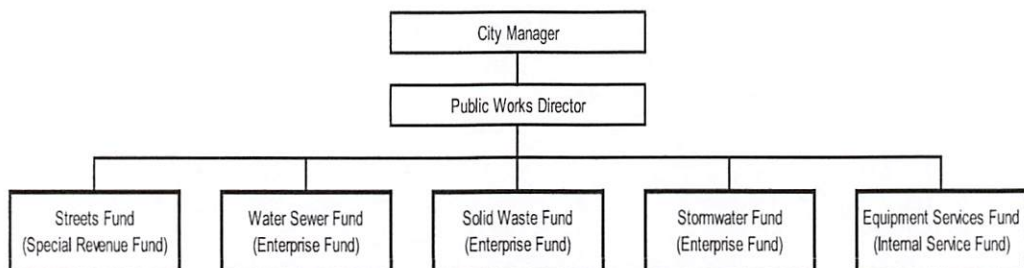 City Manager
Public Works Director
Streets Fund
(Special Revenue Fund)
Water Sewer Fund
(Enterprise Fund)
Solid Waste Fund
(Enterprise Fund)
Stormwater Fund
(Enterprise Fund)
Equipment Services Fund
(Internal Service Fund)